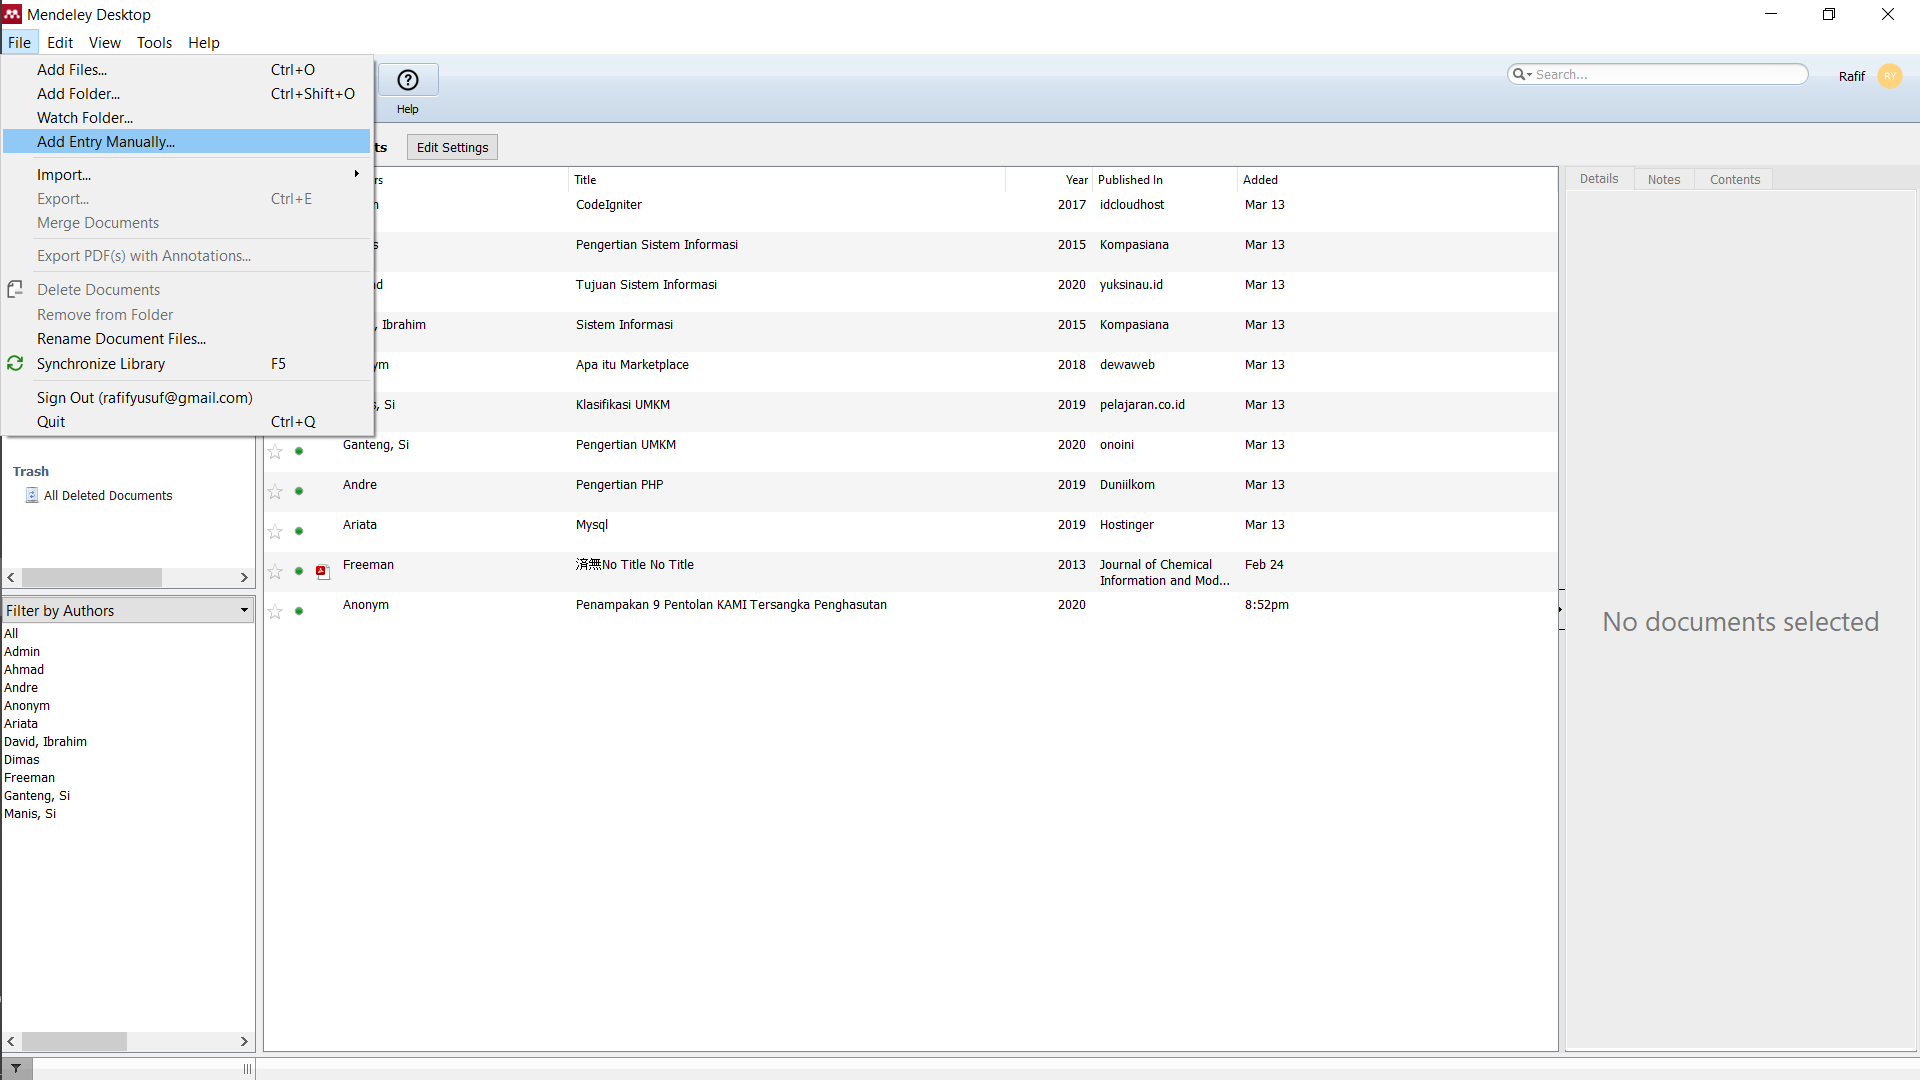 Mendeley Desktop
File Edit View Tools Help
Add Files... Ctrl+O
Add Folder... Ctrl+Shift+O
Watch Folder...
Add Entry Manually...
Import...
Export... Ctrl+E
Merge Documents
Export PDF(s) with Annotations...
Delete Documents
Remove from Folder
Rename Document Files...
Synchronize Library F5
Sign Out (rafifyusuf@gmail.com)
Quit Ctrl+Q
Help
Search...
Rafif RY
ts Edit Settings
rs Title Year Published In Added
n CodeIgniter 2017 idcloudhost Mar 13
s Pengertian Sistem Informasi 2015 Kompasiana Mar 13
d Tujuan Sistem Informasi 2020 yuksinau.id Mar 13
, Ibrahim Sistem Informasi 2015 Kompasiana Mar 13
ym Apa itu Marketplace 2018 dewaweb Mar 13
s, Si Klasifikasi UMKM 2019 pelajaran.co.id Mar 13
Ganteng, Si Pengertian UMKM 2020 onoini Mar 13
Andre Pengertian PHP 2019 Duniilkom Mar 13
Ariata Mysql 2019 Hostinger Mar 13
Freeman 済無No Title No Title 2013 Journal of Chemical Feb 24
Information and Mod...
Anonym Penampakan 9 Pentolan KAMI Tersangka Penghasutan 2020 8:52pm
Trash
All Deleted Documents
Filter by Authors
All
Admin
Ahmad
Andre
Anonym
Ariata
David, Ibrahim
Dimas
Freeman
Ganteng, Si
Manis, Si
Details Notes Contents
No documents selected